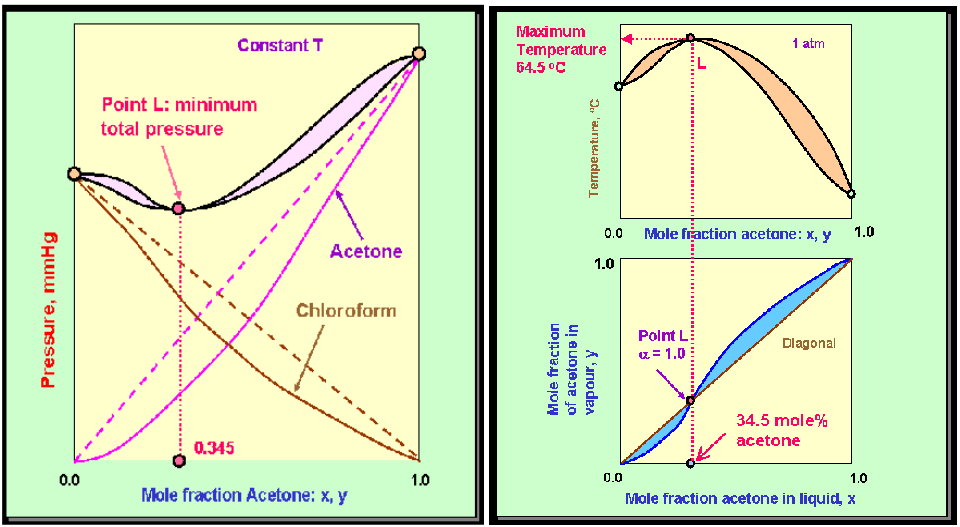 Constant T
Point L: minimum
total pressure
Acetone
Chloroform
Pressure, mmHg
0.345
0.0
1.0
Mole fraction Acetone: x, y
Maximum
Temperature
64.5 ºC
1 atm
L
Temperature, ºC
0.0
Mole fraction acetone: x, y
1.0
1.0
Mole fraction
of acetone in
vapour, y
Point L
α = 1.0
Diagonal
34.5 mole%
acetone
0.0
1.0
Mole fraction acetone in liquid, x